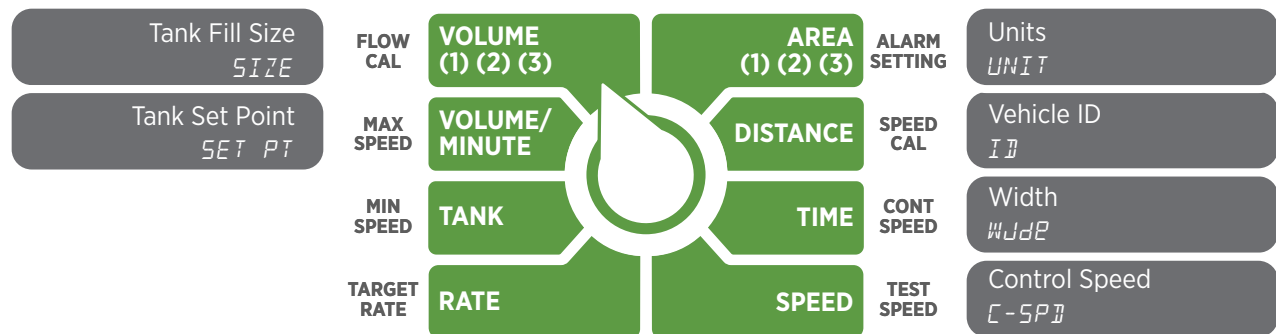 Tank Fill Size
SIZE
Tank Set Point
SET PT
FLOW
CAL
MAX
SPEED
MIN
SPEED
TARGET
RATE
VOLUME
(1) (2) (3)
VOLUME/
MINUTE
TANK
RATE
AREA
(1) (2) (3)
DISTANCE
TIME
SPEED
ALARM
SETTING
SPEED
CAL
CONT
SPEED
TEST
SPEED
Units
UNIT
Vehicle ID
ID
Width
WJdE
Control Speed
C-SPD